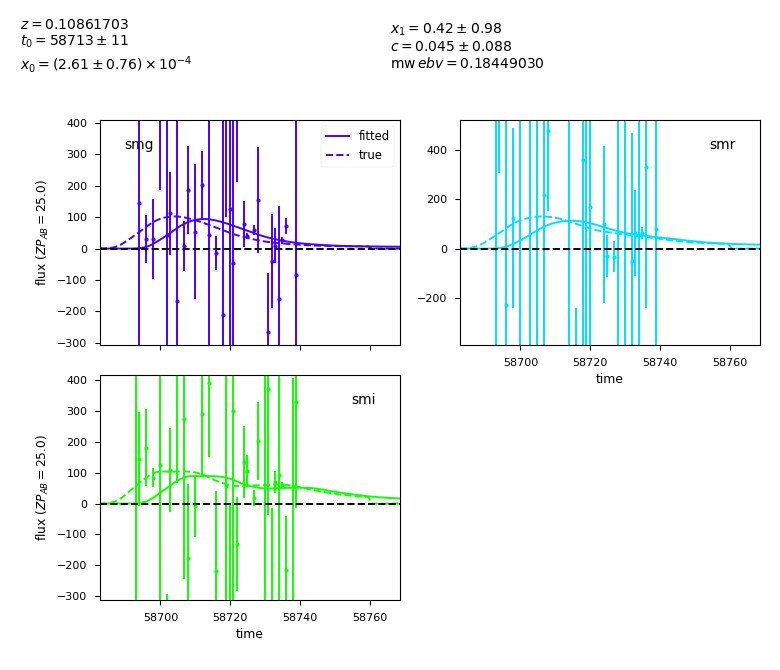 z = 0.10861703
t₀ = 58713 ± 11
x₀ = (2.61 ± 0.76) × 10⁻⁴
x₁ = 0.42 ± 0.98
c = 0.045 ± 0.088
mw ebv = 0.18449030
smg
fitted
true
400
300
200
100
0
−100
−200
−300
flux (ZP_AB = 25.0)
smr
400
200
0
−200
58700
58720
58740
58760
time
smi
400
300
200
100
0
−100
−200
−300
flux (ZP_AB = 25.0)
58700
58720
58740
58760
time